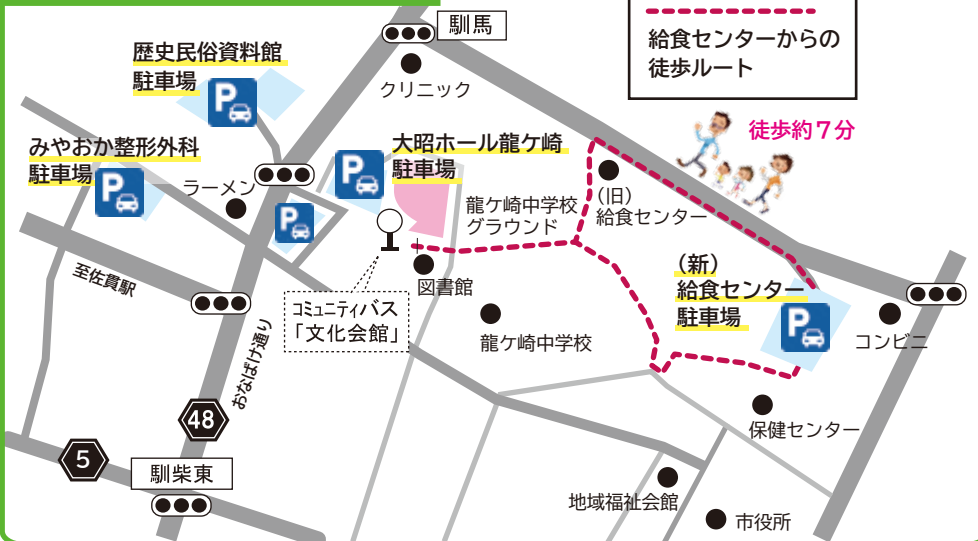 馴馬
給食センターからの
徒歩ルート
歴史民俗資料館
駐車場
P
クリニック
徒歩約7分
みやおか整形外科
駐車場
P
ラーメン
大昭ホール龍ケ崎
駐車場
P
P
龍ケ崎中学校
グラウンド
(旧)
給食センター
至佐貫駅
コミュニティバス
「文化会館」
図書館
龍ケ崎中学校
(新)
給食センター
駐車場
P
コンビニ
おなばけ通り
48
保健センター
5
馴柴東
地域福祉会館
市役所